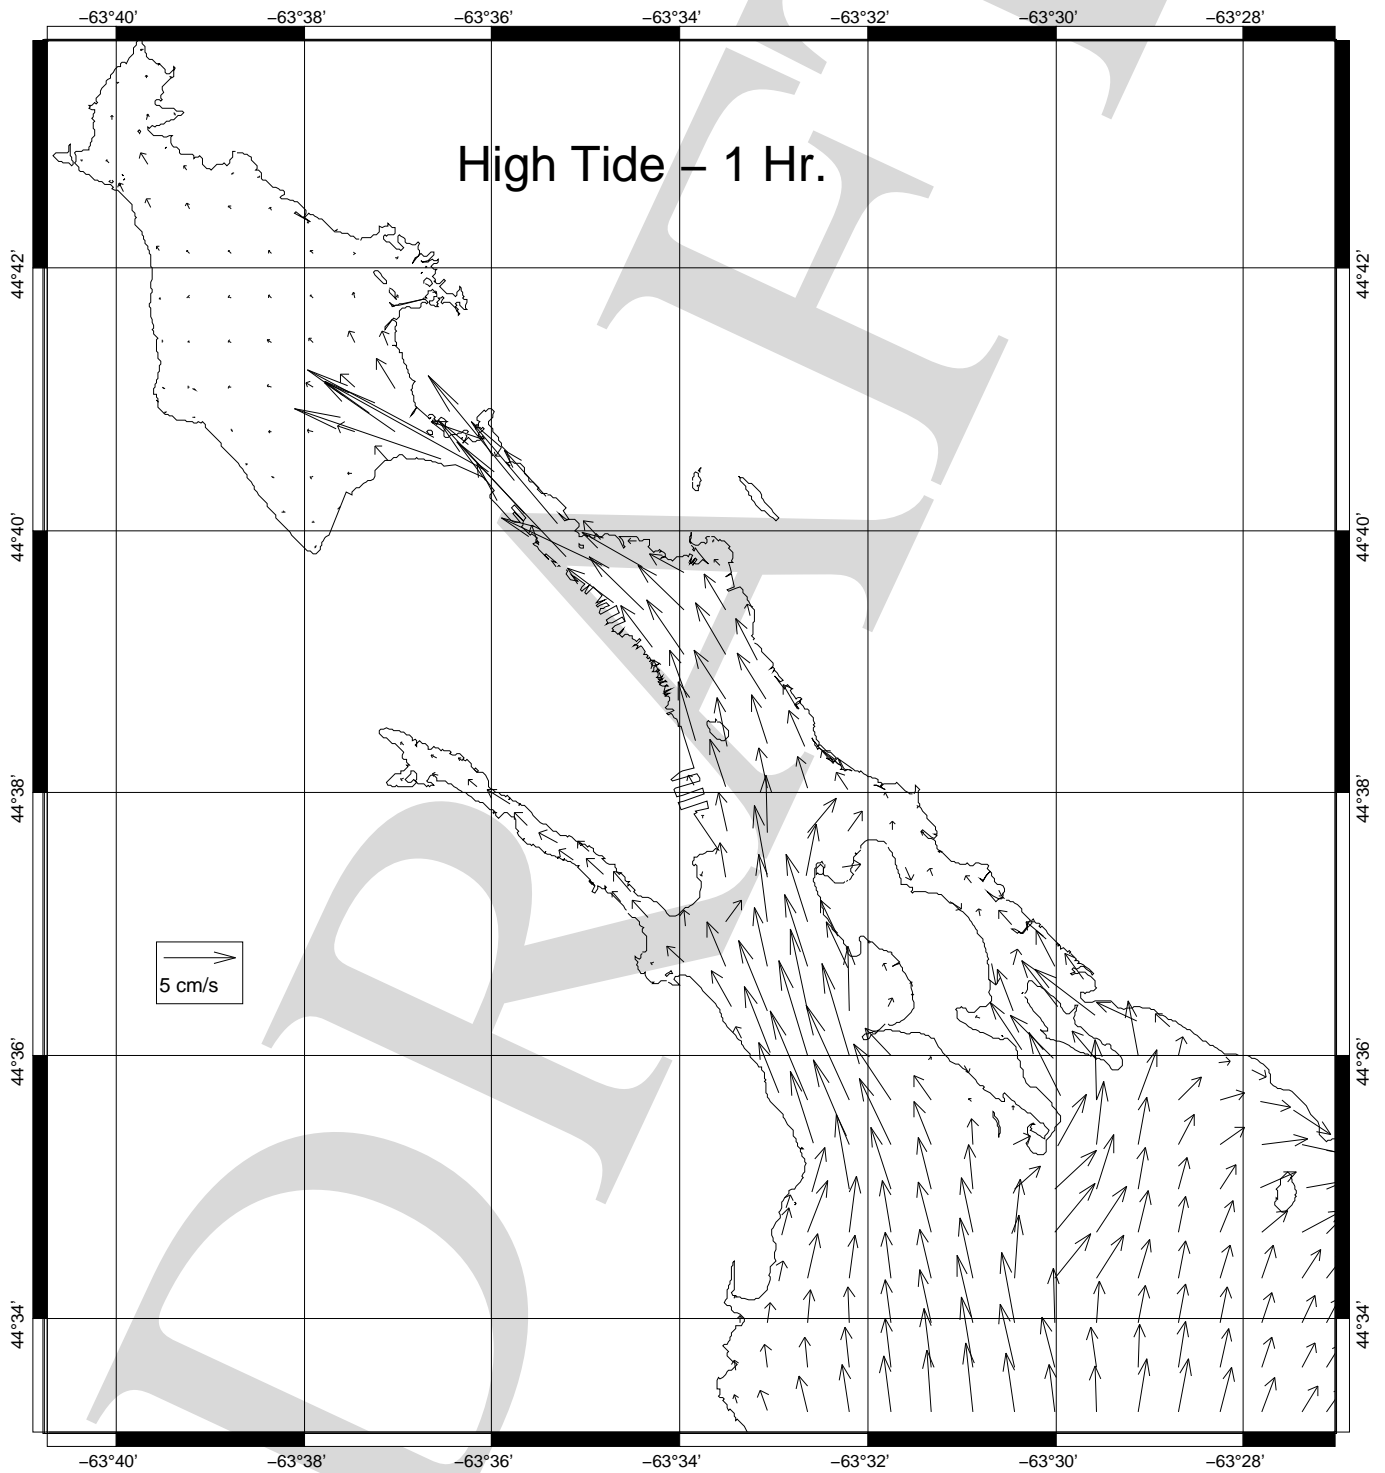 −63°40’ −63°38’ −63°36’ −63°34’ −63°32’ −63°30’ −63°28’
High Tide – 1 Hr.
44°42’ 44°42’
44°40’ 44°40’
44°38’ 44°38’
5 cm/s
44°36’ 44°36’
44°34’ 44°34’
−63°40’ −63°38’ −63°36’ −63°34’ −63°32’ −63°30’ −63°28’
DRAFT